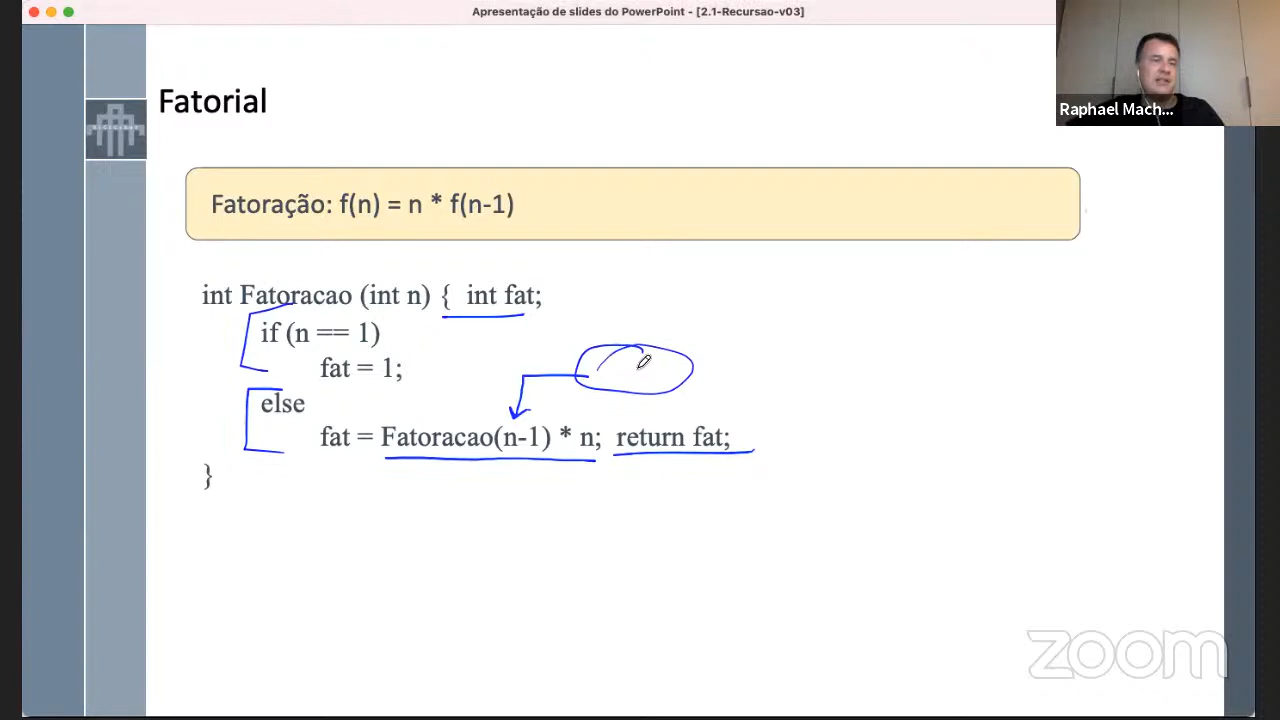 Apresentação de slides do PowerPoint - [2.1-Recursao-v03]
Raphael Mach...
Fatorial
Fatoração: f(n) = n * f(n-1)
int Fatoracao (int n) { int fat;
if (n == 1)
fat = 1;
else
fat = Fatoracao(n-1) * n; return fat;
}
zoom